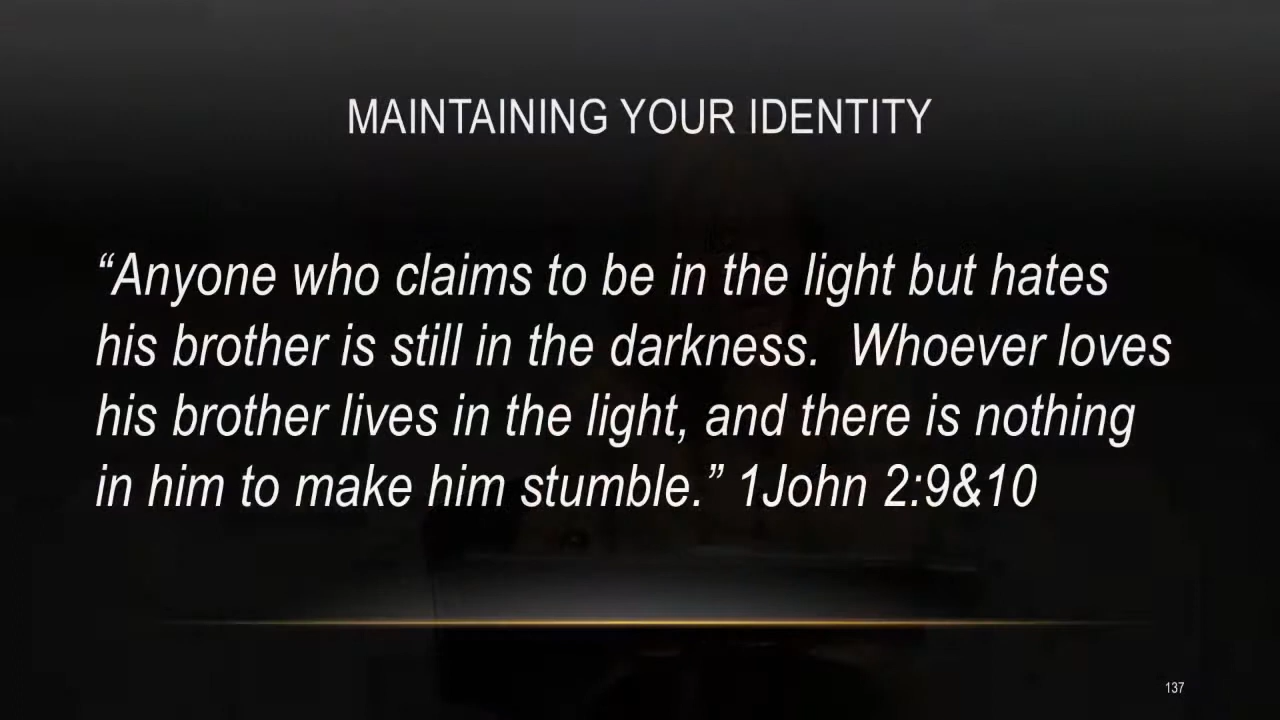 MAINTAINING YOUR IDENTITY
“Anyone who claims to be in the light but hates
his brother is still in the darkness.  Whoever loves
his brother lives in the light, and there is nothing
in him to make him stumble.” 1John 2:9&10
137